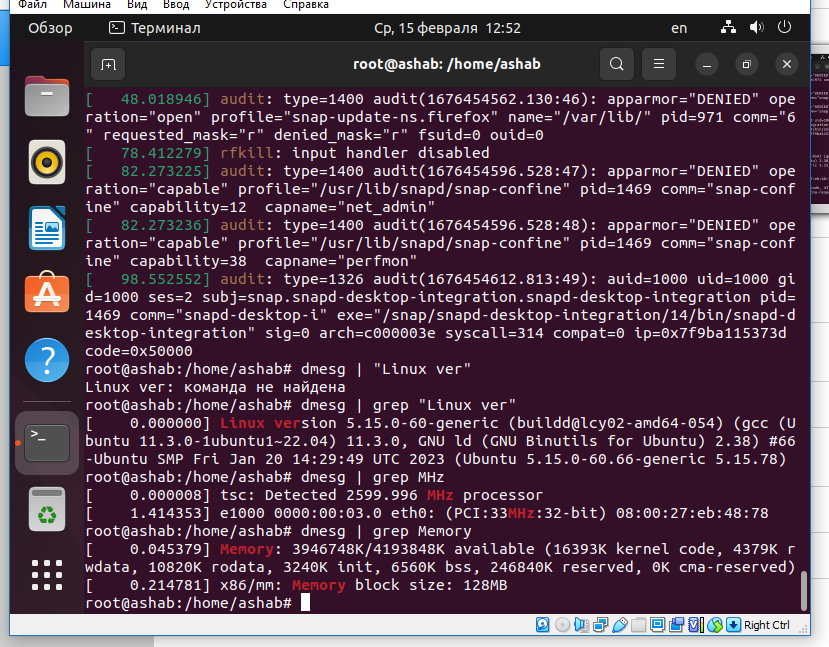 Файл Машина Вид Ввод Устройства Справка
Обзор Терминал Ср, 15 февраля 12:52 en
root@ashab: /home/ashab
[   48.018946] audit: type=1400 audit(1676454562.130:46): apparmor="DENIED" ope
ration="open" profile="snap-update-ns.firefox" name="/var/lib/" pid=971 comm="6
" requested_mask="r" denied_mask="r" fsuid=0 ouid=0
[   78.412279] rfkill: input handler disabled
[   82.273225] audit: type=1400 audit(1676454596.528:47): apparmor="DENIED" ope
ration="capable" profile="/usr/lib/snapd/snap-confine" pid=1469 comm="snap-conf
ine" capability=12  capname="net_admin"
[   82.273236] audit: type=1400 audit(1676454596.528:48): apparmor="DENIED" ope
ration="capable" profile="/usr/lib/snapd/snap-confine" pid=1469 comm="snap-conf
ine" capability=38  capname="perfmon"
[   98.552552] audit: type=1326 audit(1676454612.813:49): auid=1000 uid=1000 gi
d=1000 ses=2 subj=snap.snapd-desktop-integration.snapd-desktop-integration pid=
1469 comm="snapd-desktop-i" exe="/snap/snapd-desktop-integration/14/bin/snapd-d
esktop-integration" sig=0 arch=c000003e syscall=314 compat=0 ip=0x7f9ba115373d
code=0x50000
root@ashab:/home/ashab# dmesg | "Linux ver"
Linux ver: команда не найдена
root@ashab:/home/ashab# dmesg | grep "Linux ver"
[    0.000000] Linux version 5.15.0-60-generic (buildd@lcy02-amd64-054) (gcc (U
buntu 11.3.0-1ubuntu1~22.04) 11.3.0, GNU ld (GNU Binutils for Ubuntu) 2.38) #66
-Ubuntu SMP Fri Jan 20 14:29:49 UTC 2023 (Ubuntu 5.15.0-60.66-generic 5.15.78)
root@ashab:/home/ashab# dmesg | grep MHz
[    0.000008] tsc: Detected 2599.996 MHz processor
[    1.414353] e1000 0000:00:03.0 eth0: (PCI:33MHz:32-bit) 08:00:27:eb:48:78
root@ashab:/home/ashab# dmesg | grep Memory
[    0.045379] Memory: 3946748K/4193848K available (16393K kernel code, 4379K r
wdata, 10820K rodata, 3240K init, 6560K bss, 246840K reserved, 0K cma-reserved)
[    0.214781] x86/mm: Memory block size: 128MB
root@ashab:/home/ashab#
Right Ctrl